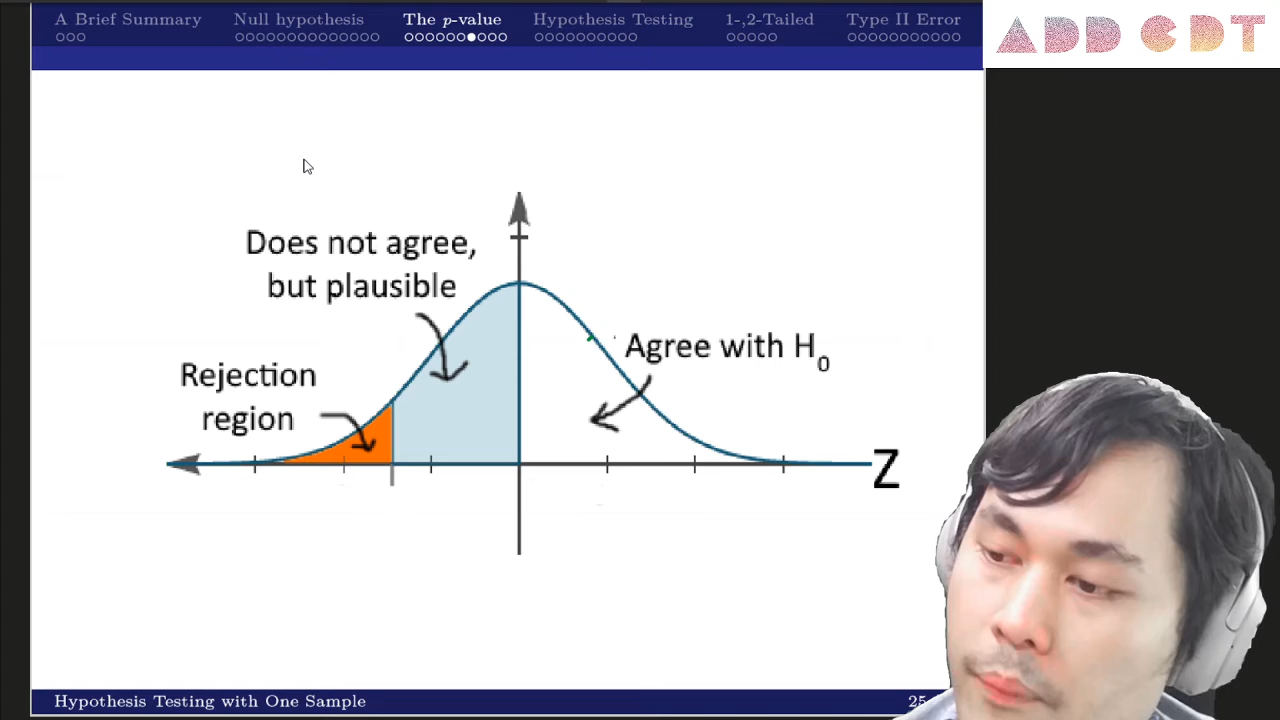 A Brief Summary Null hypothesis The p-value Hypothesis Testing 1-,2-Tailed Type II Error
ADD CDT
Does not agree,
but plausible
Agree with H0
Rejection
region
Z
Hypothesis Testing with One Sample 25